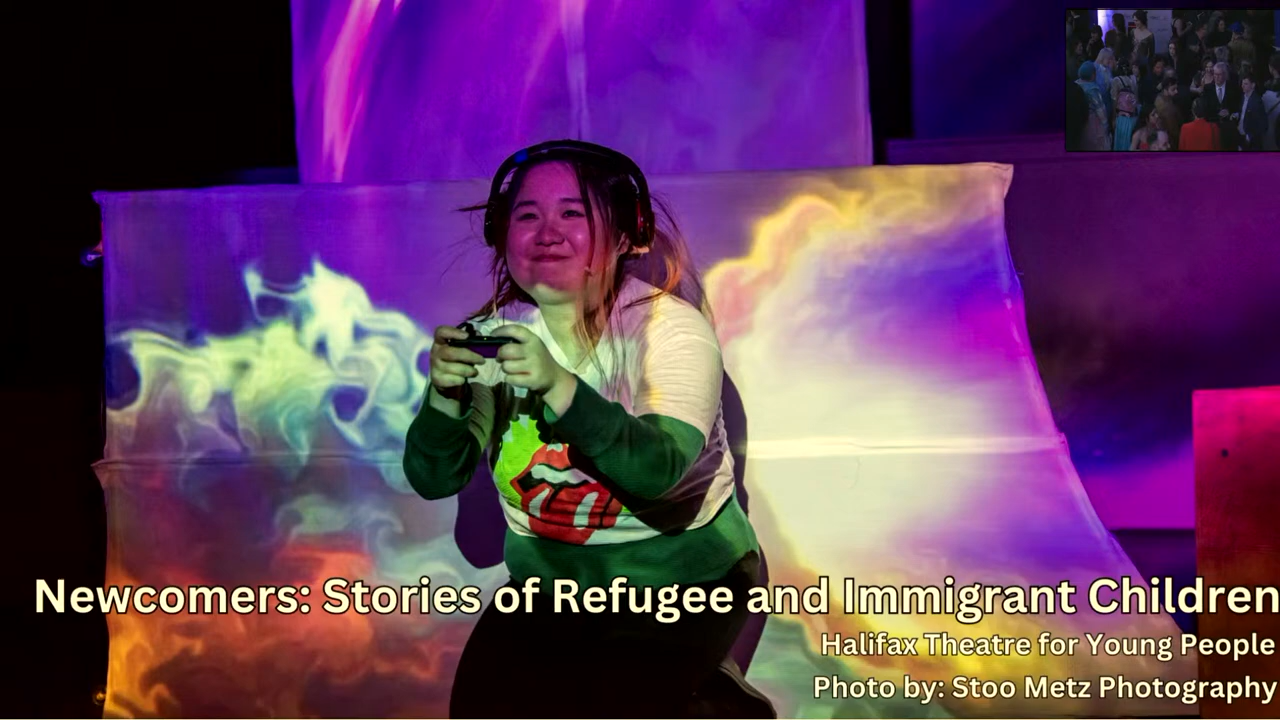 Newcomers: Stories of Refugee and Immigrant Children
Halifax Theatre for Young People
Photo by: Stoo Metz Photography